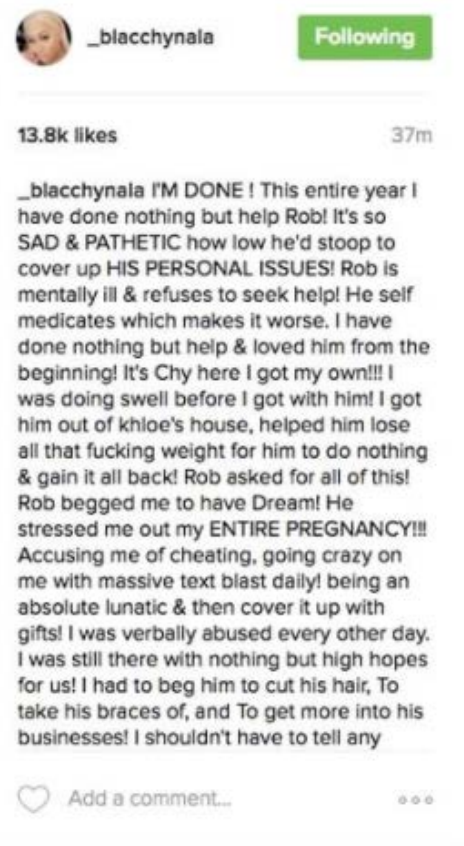 _blacchynala
Following
13.8k likes
37m
_blacchynala I'M DONE ! This entire year I
have done nothing but help Rob! It's so
SAD & PATHETIC how low he'd stoop to
cover up HIS PERSONAL ISSUES! Rob is
mentally ill & refuses to seek help! He self
medicates which makes it worse. I have
done nothing but help & loved him from the
beginning! It's Chy here I got my own!!! I
was doing swell before I got with him! I got
him out of khloe's house, helped him lose
all that fucking weight for him to do nothing
& gain it all back! Rob asked for all of this!
Rob begged me to have Dream! He
stressed me out my ENTIRE PREGNANCY!!!
Accusing me of cheating, going crazy on
me with massive text blast daily! being an
absolute lunatic & then cover it up with
gifts! I was verbally abused every other day.
I was still there with nothing but high hopes
for us! I had to beg him to cut his hair, To
take his braces of, and To get more into his
businesses! I shouldn't have to tell any
Add a comment...